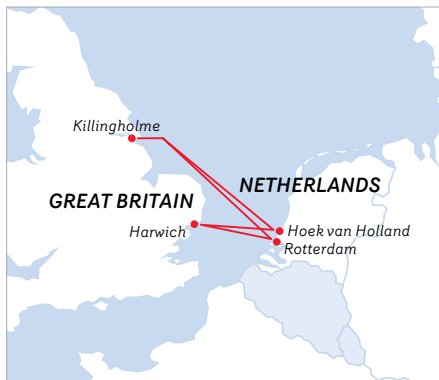 Killingholme
NETHERLANDS
GREAT BRITAIN
Harwich
Hoek van Holland
Rotterdam